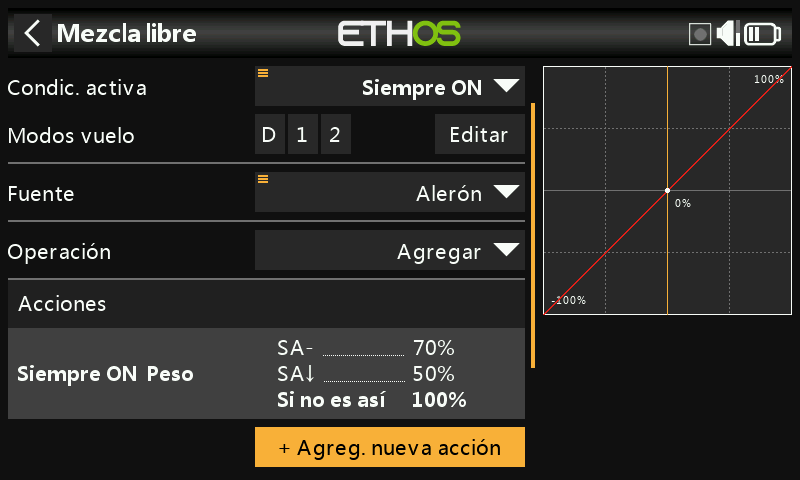 Mezcla libre
ETHOS
Condic. activa Siempre ON
Modos vuelo D 1 2 Editar
Fuente Alerón
Operación Agregar
Acciones
Siempre ON Peso
SA- 70%
SA↓ 50%
Si no es así 100%
+ Agreg. nueva acción
100%
0%
-100%